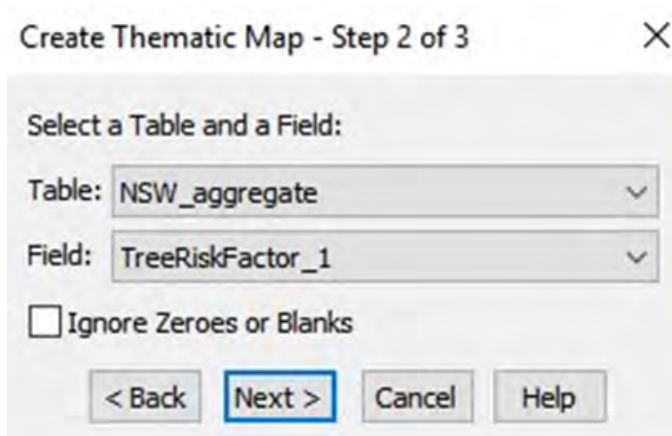 Create Thematic Map - Step 2 of 3
Select a Table and a Field:
Table: NSW_aggregate
Field: TreeRiskFactor_1
Ignore Zeroes or Blanks
< Back Next > Cancel Help